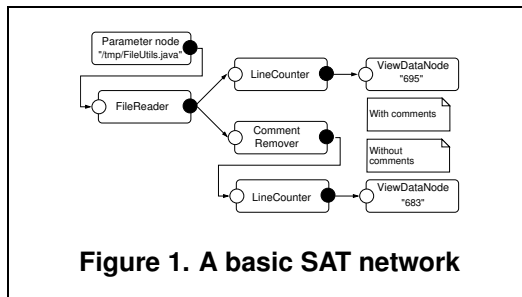 Parameter node
"/tmp/FileUtils.java"
FileReader
LineCounter
ViewDataNode
"695"
With comments
Comment
Remover
Without
comments
LineCounter
ViewDataNode
"683"
Figure 1. A basic SAT network